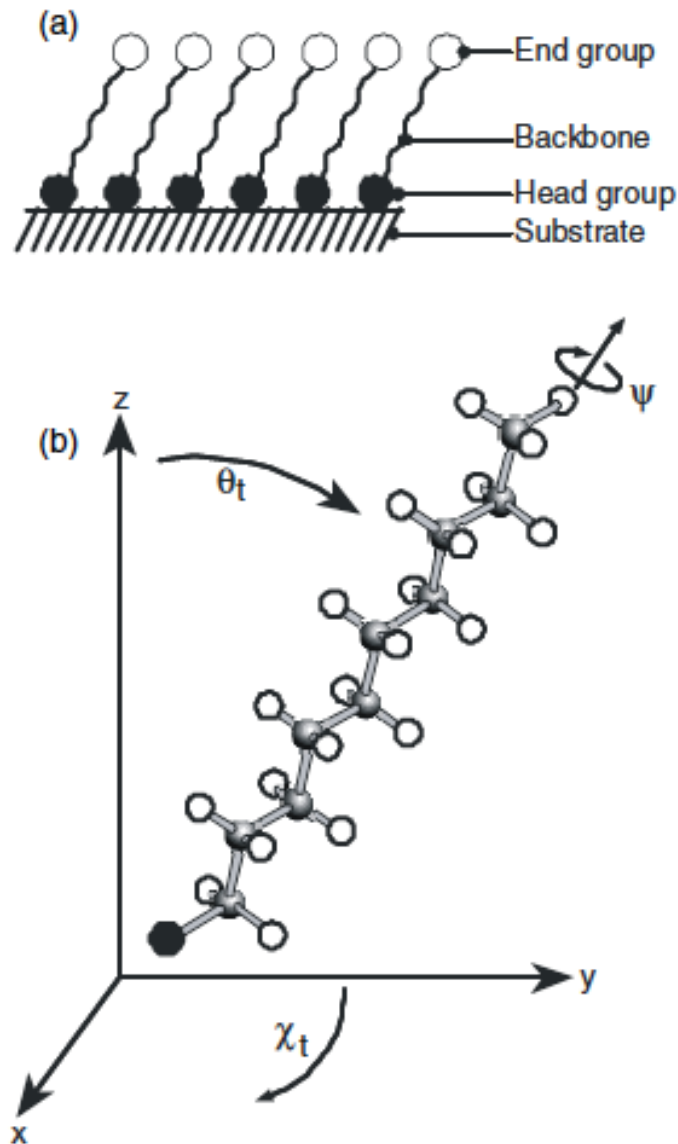 (a)
End group
Backbone
Head group
Substrate
(b)
z
θt
ψ
y
χt
x